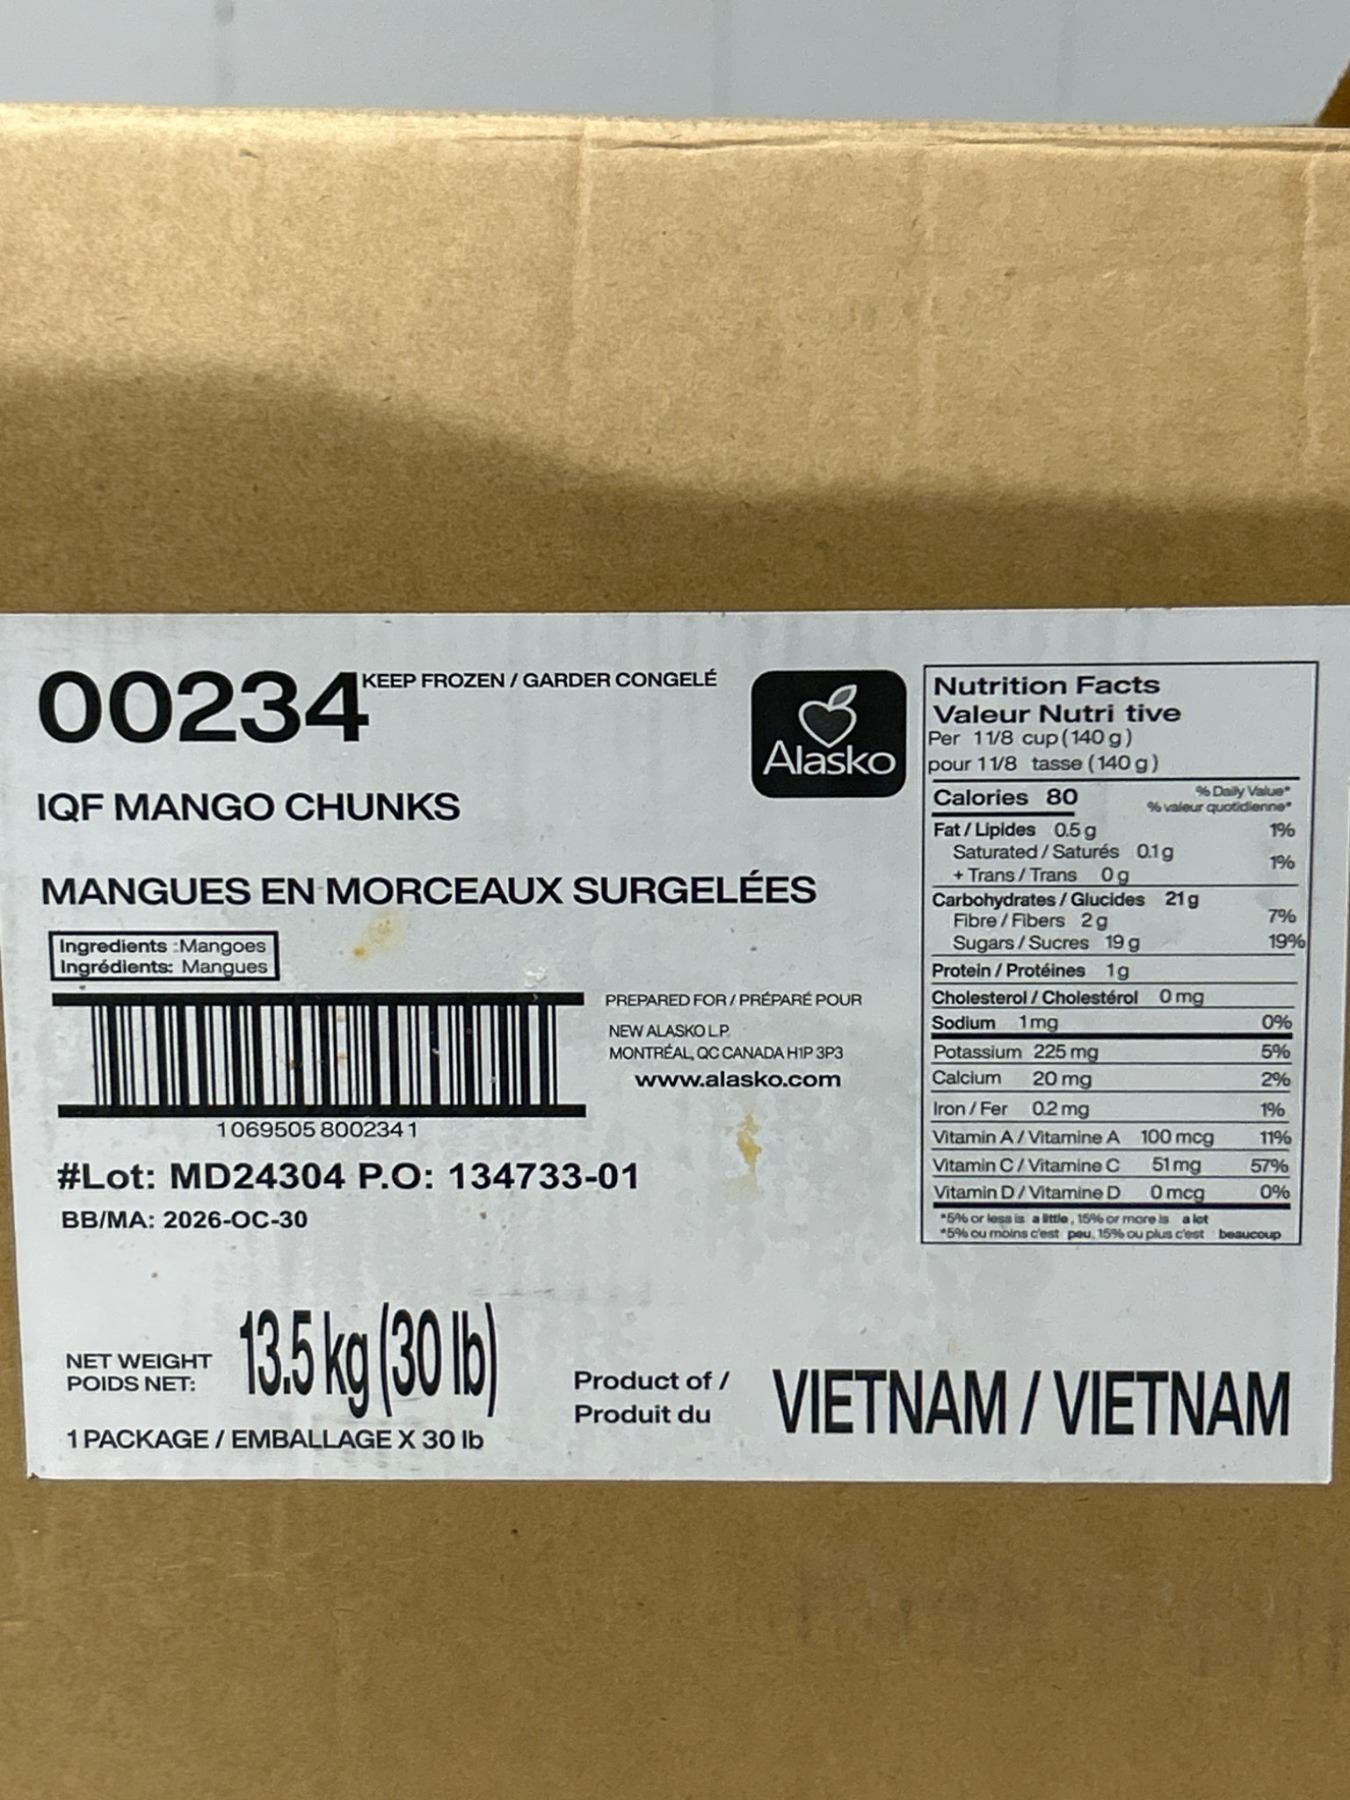 00234
KEEP FROZEN / GARDER CONGELÉ
IQF MANGO CHUNKS
MANGUES EN MORCEAUX SURGELÉES
Ingredients :Mangoes
Ingrédients: Mangues
10695058002341
#Lot: MD24304 P.O: 134733-01
BB/MA: 2026-OC-30
NET WEIGHT
POIDS NET:
13.5 kg (30 lb)
1 PACKAGE / EMBALLAGE X 30 lb
Alasko
PREPARED FOR / PRÉPARÉ POUR
NEW ALASKO L.P.
MONTRÉAL, QC CANADA H1P 3P3
www.alasko.com
Product of /
Produit du
VIETNAM / VIETNAM
Nutrition Facts
Valeur Nutri tive
Per 11/8 cup (140 g)
pour 11/8 tasse (140 g)
Calories 80
% Daily Value*
% valeur quotidienne*
Fat / Lipides 0.5 g 1%
Saturated / Saturés 0.1 g
+ Trans / Trans 0 g 1%
Carbohydrates / Glucides 21 g
Fibre / Fibers 2 g 7%
Sugars / Sucres 19 g 19%
Protein / Protéines 1 g
Cholesterol / Cholestérol 0 mg
Sodium 1 mg 0%
Potassium 225 mg 5%
Calcium 20 mg 2%
Iron / Fer 0.2 mg 1%
Vitamin A / Vitamine A 100 mcg 11%
Vitamin C / Vitamine C 51 mg 57%
Vitamin D / Vitamine D 0 mcg 0%
*5% or less is a little, 15% or more is a lot
*5% ou moins c'est peu, 15% ou plus c'est beaucoup